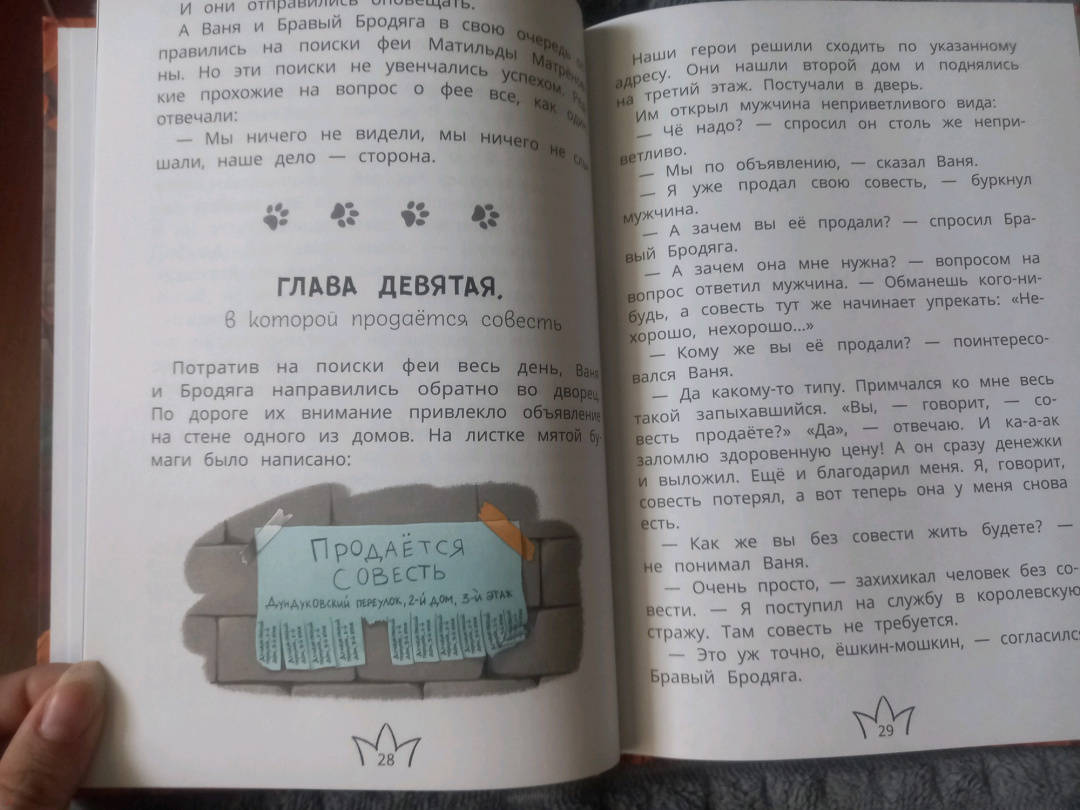 И они отправились оповещать.
А Ваня и Бравый Бродяга в свою очередь
правились на поиски феи Матильды Матрёнов-
ны. Но эти поиски не увенчались успехом.
кие прохожие на вопрос о фее все, как один,
отвечали:
— Мы ничего не видели, мы ничего не слы-
шали, наше дело — сторона.
ГЛАВА ДЕВЯТАЯ,
в которой продаётся совесть
Потратив на поиски феи весь день, Ваня
и Бродяга направились обратно во дворец.
По дороге их внимание привлекло объявление
на стене одного из домов. На листке мятой бу-
маги было написано:
ПРОДАЁТСЯ
СОВЕСТЬ
ДУНДУКОВСКИЙ ПЕРЕУЛОК, 2-Й ДОМ, 3-Й ЭТАЖ
28
Наши герои решили сходить по указанному
адресу. Они нашли второй дом и поднялись
на третий этаж. Постучали в дверь.
Им открыл мужчина неприветливого вида:
— Чё надо? — спросил он столь же непри-
ветливо.
— Мы по объявлению, — сказал Ваня.
— Я уже продал свою совесть, — буркнул
мужчина.
— А зачем вы её продали? — спросил Бра-
вый Бродяга.
— А зачем она мне нужна? — вопросом на
вопрос ответил мужчина. — Обманешь кого-ни-
будь, а совесть тут же начинает упрекать: «Не-
хорошо, нехорошо...»
— Кому же вы её продали? — поинтересо-
вался Ваня.
— Да какому-то типу. Примчался ко мне весь
такой запыхавшийся. «Вы, — говорит, — со-
весть продаёте?» «Да», — отвечаю. И ка-а-ак
заломлю здоровенную цену! А он сразу денежки
и выложил. Ещё и благодарил меня. Я, говорит,
совесть потерял, а вот теперь она у меня снова
есть.
— Как же вы без совести жить будете? —
не понимал Ваня.
— Очень просто, — захихикал человек без со-
вести. — Я поступил на службу в королевскую
стражу. Там совесть не требуется.
— Это уж точно, ёшкин-мошкин, — согласился
Бравый Бродяга.
29